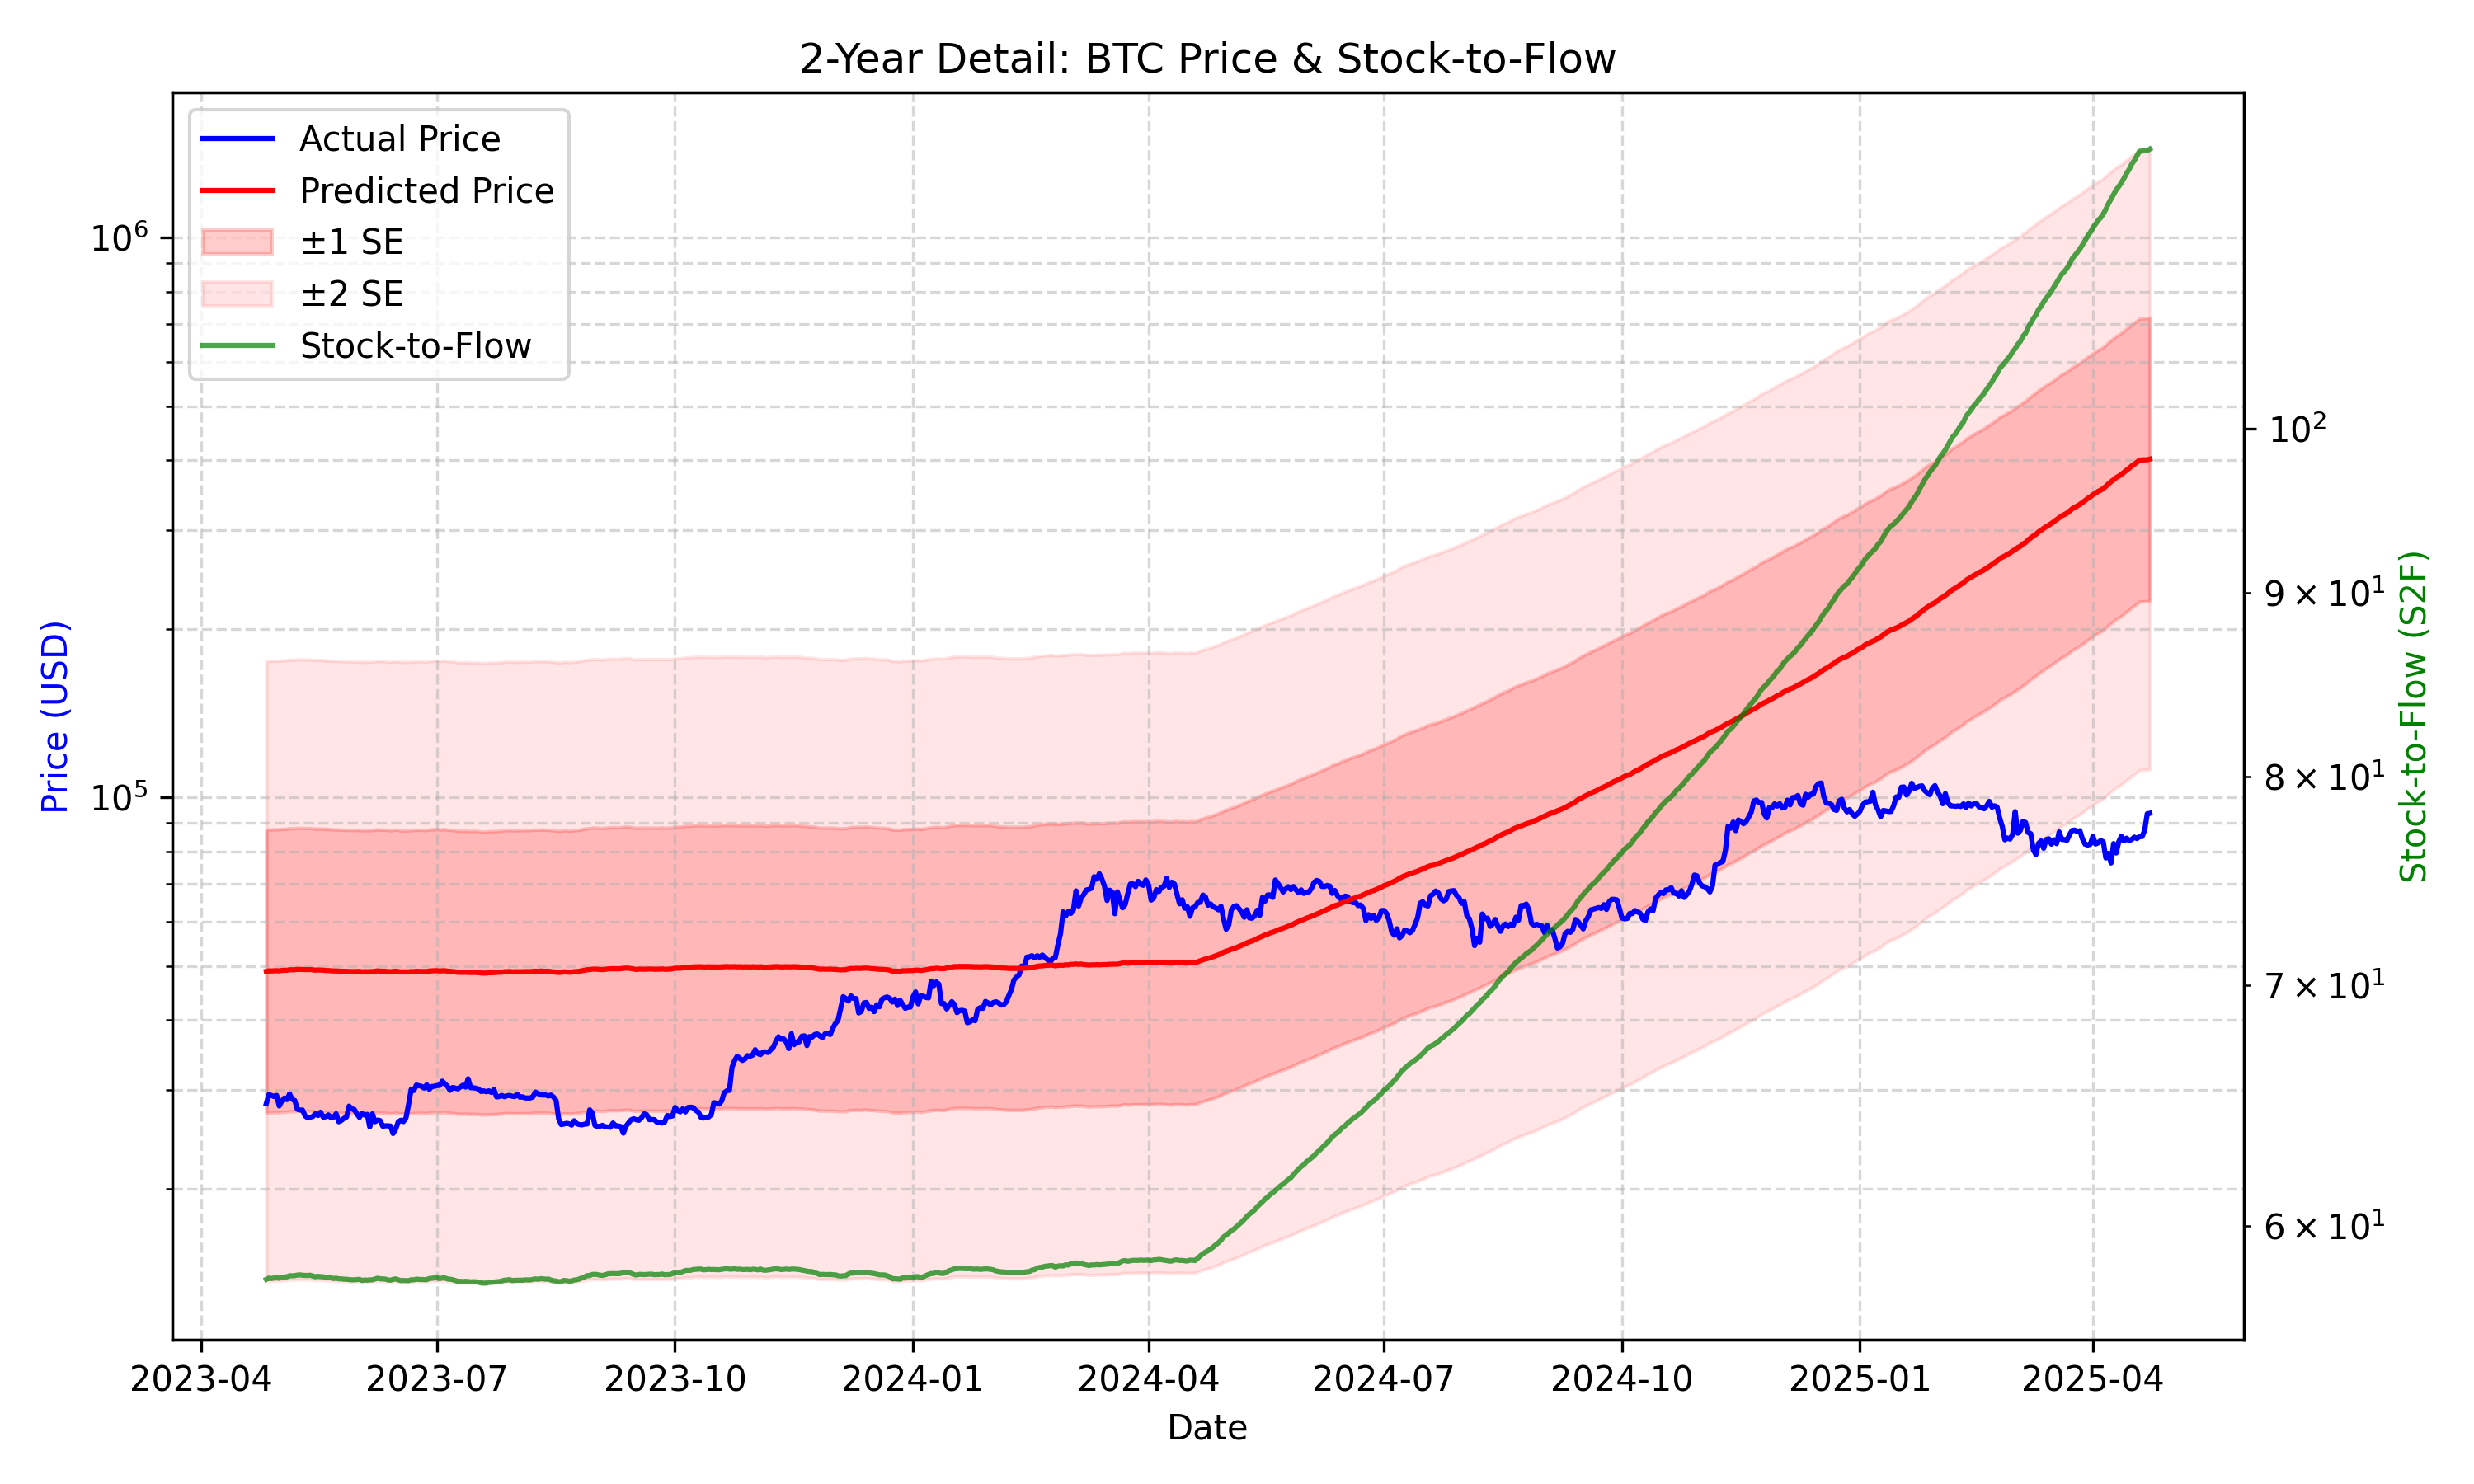 2-Year Detail: BTC Price & Stock-to-Flow
Actual Price
Predicted Price
±1 SE
±2 SE
Stock-to-Flow
Price (USD)
10⁶
10⁵
Stock-to-Flow (S2F)
10²
9 × 10¹
8 × 10¹
7 × 10¹
6 × 10¹
2023-04
2023-07
2023-10
2024-01
2024-04
2024-07
2024-10
2025-01
2025-04
Date